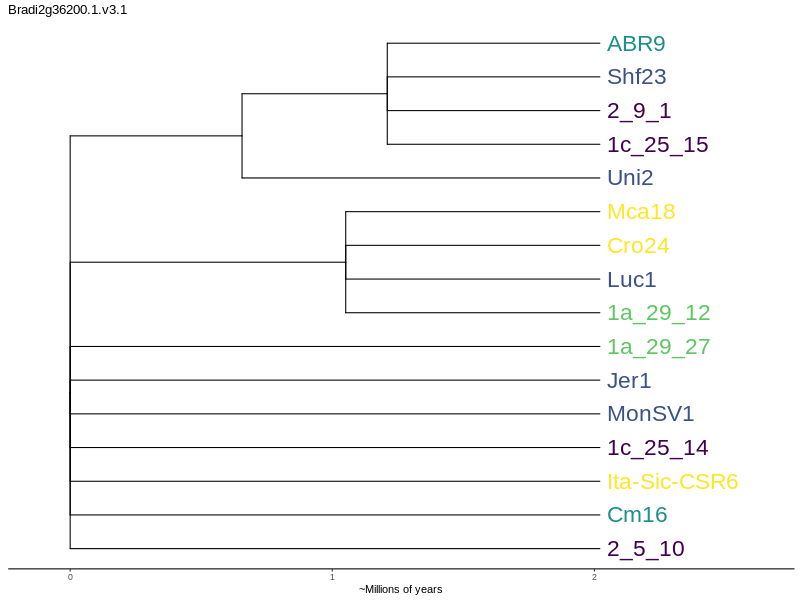 Bradi2g36200.1.v3.1
ABR9
Shf23
2_9_1
1c_25_15
Uni2
Mca18
Cro24
Luc1
1a_29_12
1a_29_27
Jer1
MonSV1
1c_25_14
Ita-Sic-CSR6
Cm16
2_5_10
0 1 2
~Millions of years